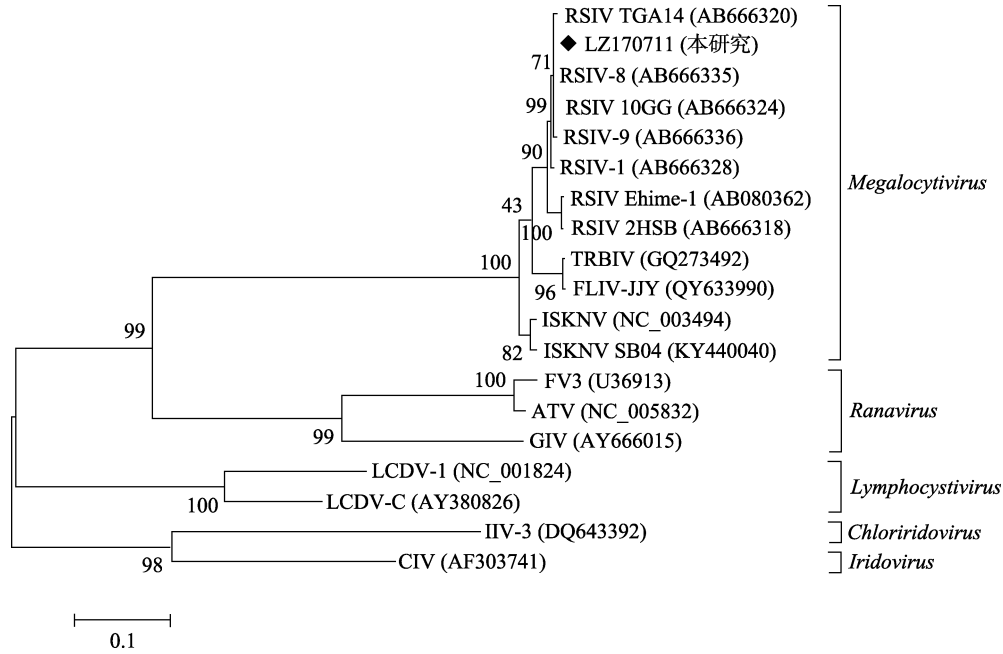 RSIV TGA14 (AB666320)
LZ170711 (本研究)
71
RSIV-8 (AB666335)
99
RSIV 10GG (AB666324)
RSIV-9 (AB666336)
90
RSIV-1 (AB666328)
Megalocytivirus
43
RSIV Ehime-1 (AB080362)
100
RSIV 2HSB (AB666318)
100
TRBIV (GQ273492)
96
FLIV-JJY (QY633990)
99
ISKNV (NC_003494)
82
ISKNV SB04 (KY440040)
100
FV3 (U36913)
ATV (NC_005832)
Ranavirus
99
GIV (AY666015)
LCDV-1 (NC_001824)
Lymphocystivirus
100
LCDV-C (AY380826)
IIV-3 (DQ643392)
Chloriridovirus
98
CIV (AF303741)
Iridovirus
0.1